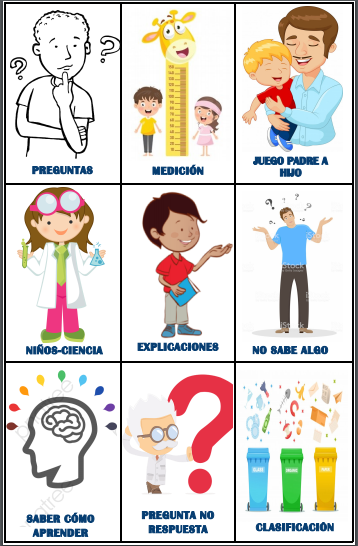 PREGUNTAS
MEDICIÓN
JUEGO PADRE A
HIJO
NIÑOS-CIENCIA
EXPLICACIONES
NO SABE ALGO
SABER CÓMO
APRENDER
PREGUNTA NO
RESPUESTA
CLASIFICACIÓN